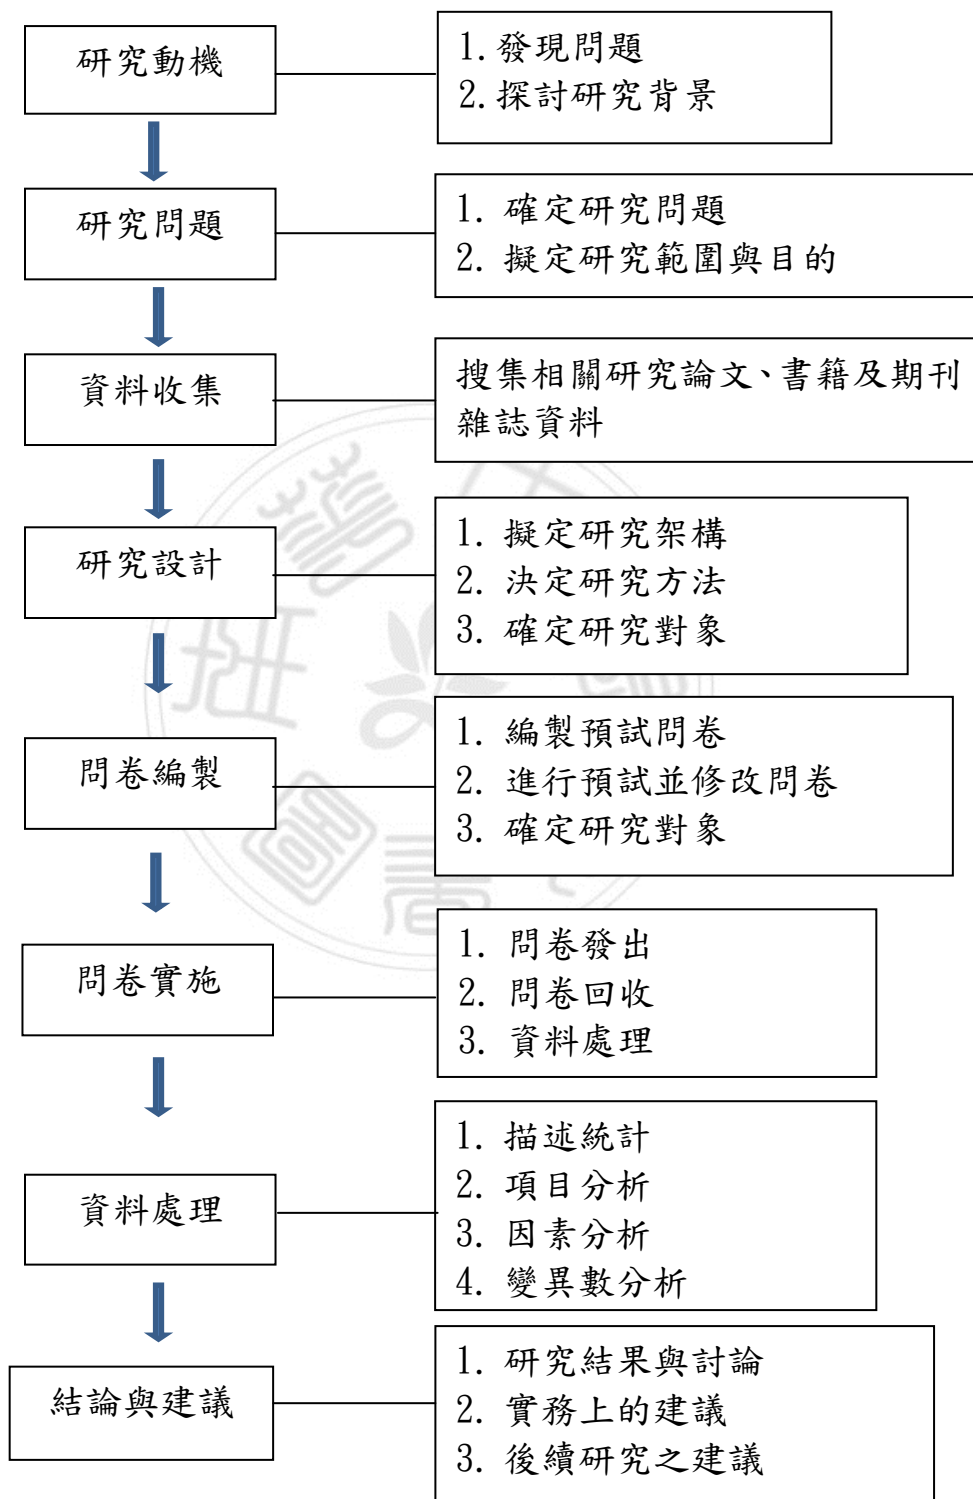 研究動機
1.發現問題
2.探討研究背景
研究問題
1. 確定研究問題
2. 擬定研究範圍與目的
資料收集
搜集相關研究論文、書籍及期刊
雜誌資料
研究設計
1. 擬定研究架構
2. 決定研究方法
3. 確定研究對象
問卷編製
1. 編製預試問卷
2. 進行預試並修改問卷
3. 確定研究對象
問卷實施
1. 問卷發出
2. 問卷回收
3. 資料處理
資料處理
1. 描述統計
2. 項目分析
3. 因素分析
4. 變異數分析
結論與建議
1. 研究結果與討論
2. 實務上的建議
3. 後續研究之建議